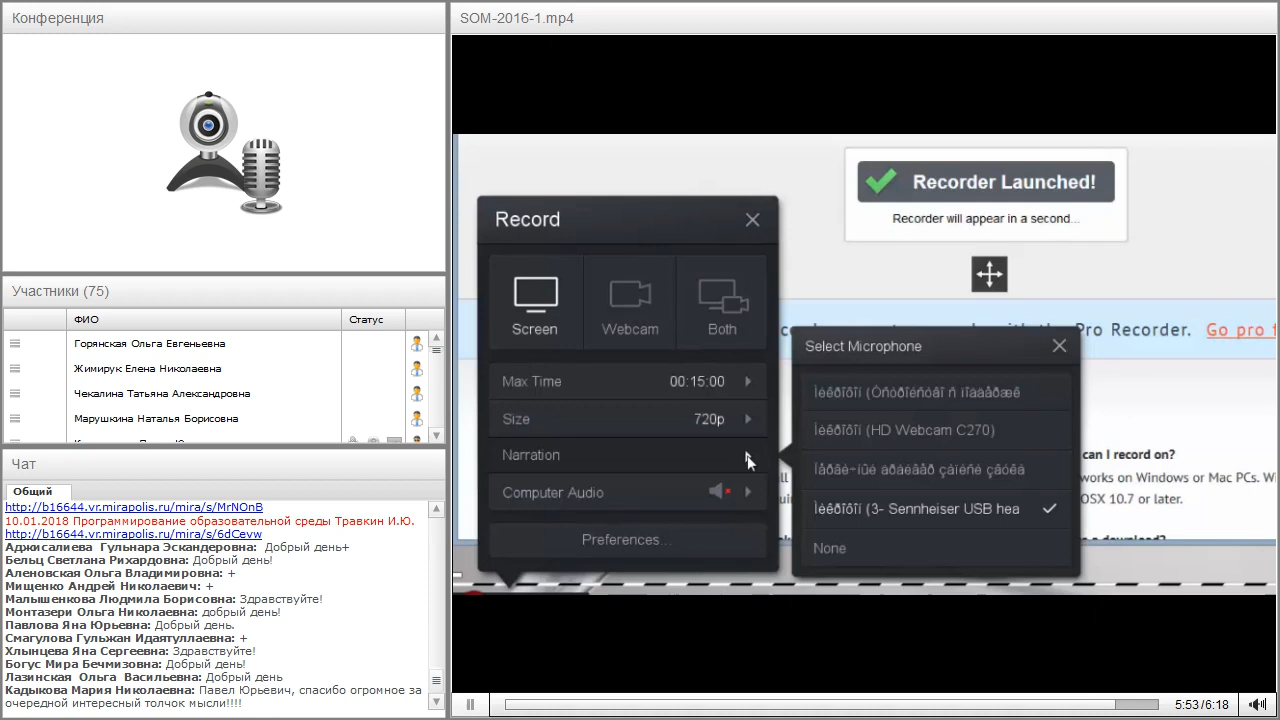 Конференция
SOM-2016-1.mp4
Участники (75)
ФИО
Статус
Горянская Ольга Евгеньевна
Жимирук Елена Николаевна
Чекалина Татьяна Александровна
Марушкина Наталья Борисовна
Чат
Общий
http://b16644.vr.mirapolis.ru/mira/s/MrNONB
10.01.2018 Программирование образовательной среды Травкин И.Ю.
http://b16644.vr.mirapolis.ru/mira/s/6dCevw
Аджисалиева Гульнара Эскандеровна: Добрый день+
Бельц Светлана Рихардовна: Добрый день!
Аленовская Ольга Владимировна: +
Мищенко Андрей Николаевич: +
Малышенкова Людмила Борисовна: Здравствуйте!
Монтазери Ольга Николаевна: добрый день!
Павлова Яна Юрьевна: Добрый день.
Смагулова Гульжан Идаятуллаевна: +
Хлынцева Яна Сергеевна: Здравствуйте!
Богус Мира Бечмизовна: Добрый день!
Лазинская Ольга Васильевна: Добрый день
Кадыкова Мария Николаевна: Павел Юрьевич, спасибо огромное за
очередной интересный толчок мысли!!!!
Recorder Launched!
Recorder will appear in a second...
Pro Recorder. Go pro f
can I record on?
works on Windows or Mac PCs. Wi
OSX 10.7 or later.
Record
Screen
Webcam
Both
Max Time 00:15:00
Size 720p
Narration
Computer Audio
Preferences...
Select Microphone
(HD Webcam C270)
(3- Sennheiser USB hea
None
5:53/6:18